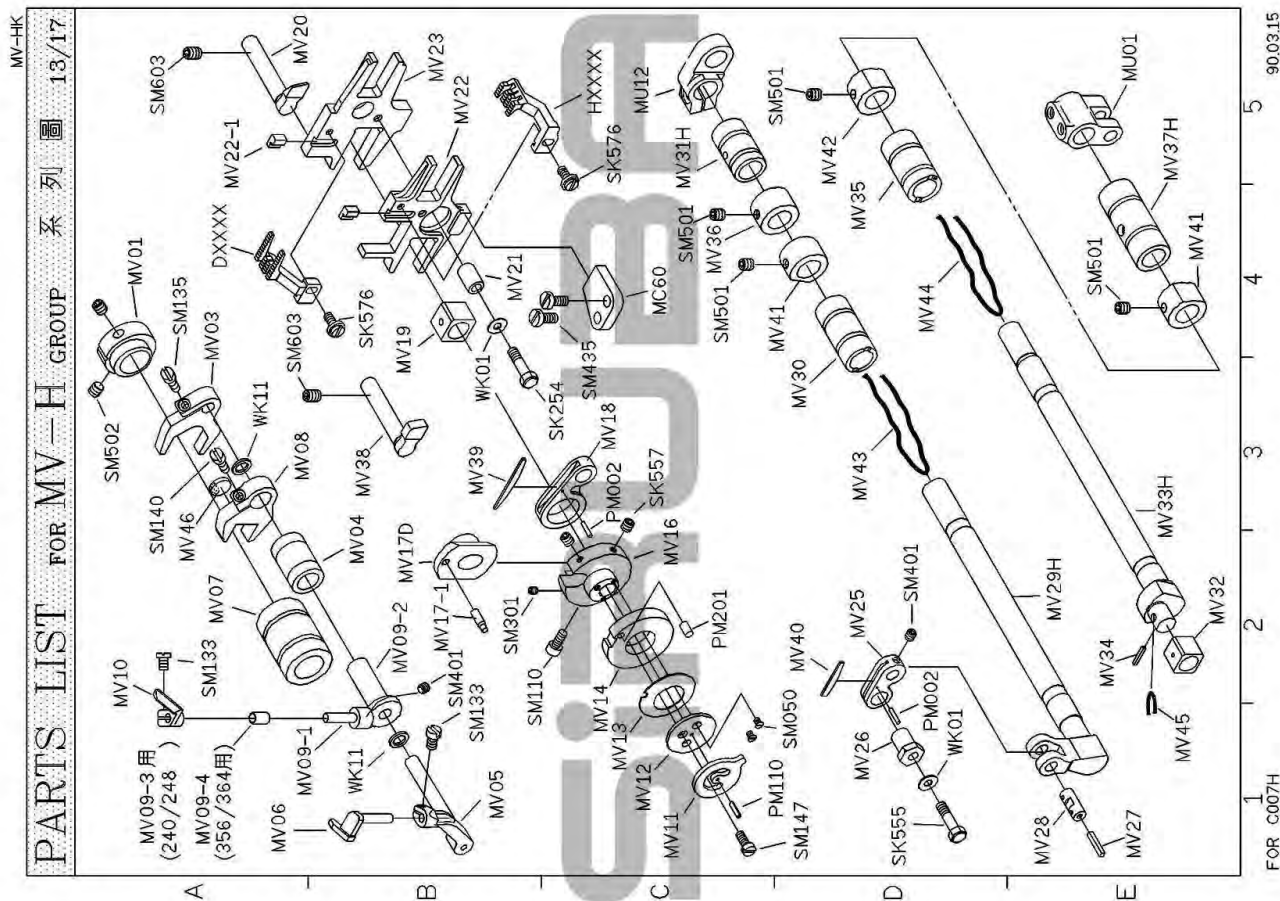 MV-HK
PARTS LIST FOR MV-H GROUP 系 列 圖 13/17
SM603
MV20
MV23
MV22
MV22-1
HXXXX
SK576
DXXXX
SK576
MV21
MC60
SM435
MV19
WK01
SK254
MV01
SM135
MV03
SM502
WK11
MV08
SM140
MV46
MV04
MV07
SM603
MV38
MV39
MV18
PM002
SK557
MV16
MV17D
MV17-1
SM301
SM110
PM201
MV14
MV13
MV12
SM050
MV11
PM110
SM147
MV10
SM133
MV09-3 用
(240/248)
MV09-4
(356/364用)
MV09-2
MV09-1
SM401
SM133
WK11
MV06
MV05
MU12
MV31H
SM501
MV36
SM501
MV41
MV30
MV43
SM501
MV42
MV35
MV44
MU01
MV37H
SM501
MV41
MV33H
MV32
MV34
MV45
MV29H
SM401
MV25
MV40
PM002
MV26
WK01
SK555
MV28
MV27
A
B
C
D
E
1
2
3
4
5
FOR C007H
90.03.15
SiRUBA